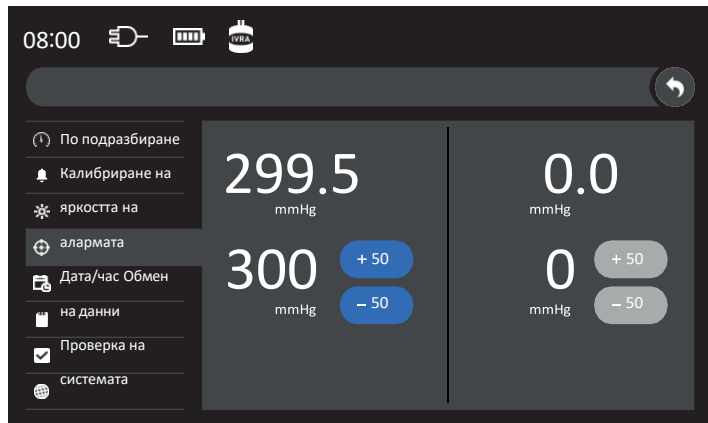 08:00
IVRA
По подразбиране
Калибриране на
яркостта на
алармата
Дата/час Обмен
на данни
Проверка на
системата
299.5
mmHg
300
mmHg
+ 50
– 50
0.0
mmHg
0
mmHg
+ 50
– 50